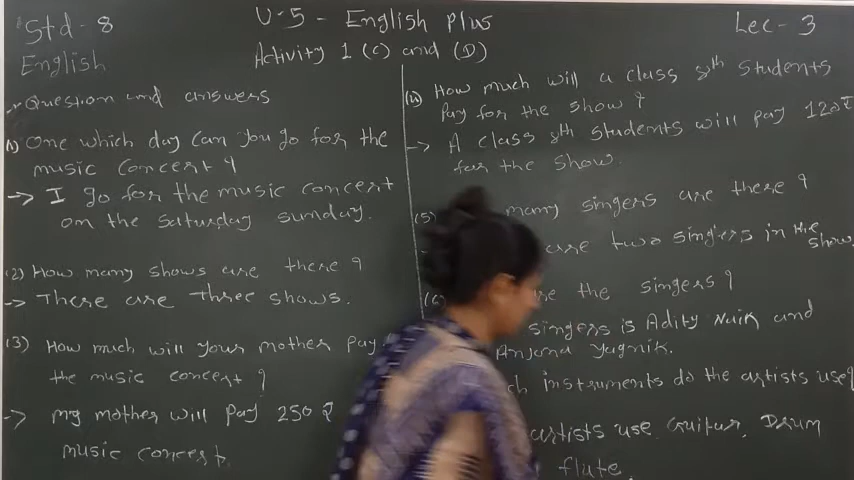 Std - 8
U-5 - English Plus
Lec - 3
English
Activity 1 (C) and (D)
Question and answers
(1) One which day can you go for the
music concert ?
→ I go for the music concert
on the Saturday Sunday.
(2) How many shows are there ?
→ There are three shows.
(3) How much will your mother pay
the music concert ?
→ my mother will pay 250 ₹
music concert.
(4) How much will a class 8th students
pay for the show ?
→ A class 8th students will pay 120 ₹
for the show.
(5) many singers are there ?
are two singers in the
show.
(6) the singers ?
singers is Adity Naik and
Anjana Yagnik.
instruments do the artists use ?
artists use Guitar, Drum
flute.